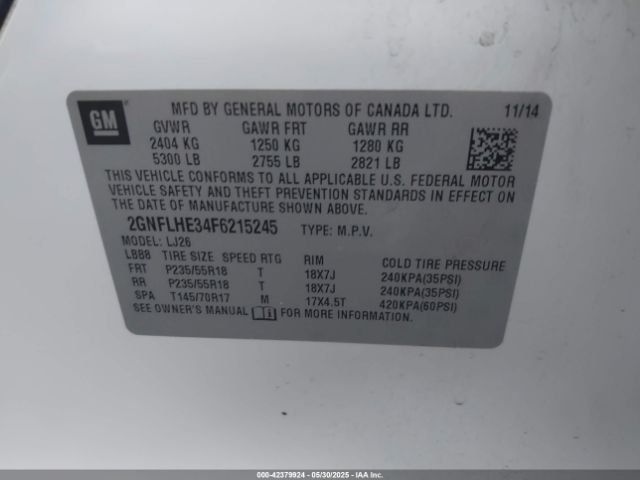 GM
MFD BY GENERAL MOTORS OF CANADA LTD. 11/14
GVWR GAWR FRT GAWR RR
2404 KG 1250 KG 1280 KG
5300 LB 2755 LB 2821 LB
THIS VEHICLE CONFORMS TO ALL APPLICABLE U.S. FEDERAL MOTOR
VEHICLE SAFETY AND THEFT PREVENTION STANDARDS IN EFFECT ON
THE DATE OF MANUFACTURE SHOWN ABOVE.
2GNFLHE34F6215245 TYPE: M.P.V.
MODEL: LJ26
LBBB TIRE SIZE SPEED RTG RIM COLD TIRE PRESSURE
FRT P235/55R18 T 18X7J 240KPA(35PSI)
RR P235/55R18 T 18X7J 240KPA(35PSI)
SPA T145/70R17 M 17X4.5T 420KPA(60PSI)
SEE OWNER'S MANUAL FOR MORE INFORMATION.
000-42379924 - 05/30/2025 - IAAI.COM